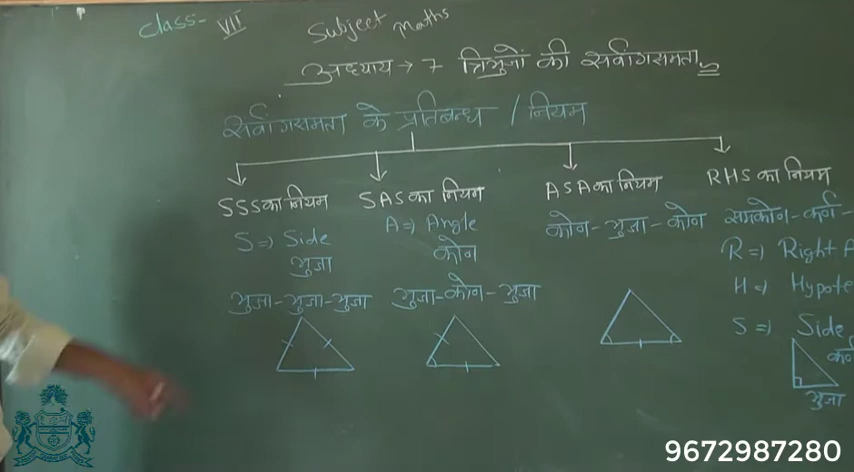 Class- VII Subject maths
अध्याय → 7 त्रिभुजों की सर्वांगसमता
सर्वांगसमता के प्रतिबन्ध / नियम
SSS का नियम SAS का नियम ASA का नियम RHS का नियम
S => Side A => Angle कोन - भुजा - कोन समकोन - कर्ण -
भुजा कोन R => Right A
भुजा - भुजा - भुजा भुजा - कोन - भुजा H => Hypote
S => Side
कर्ण
भुजा
9672987280